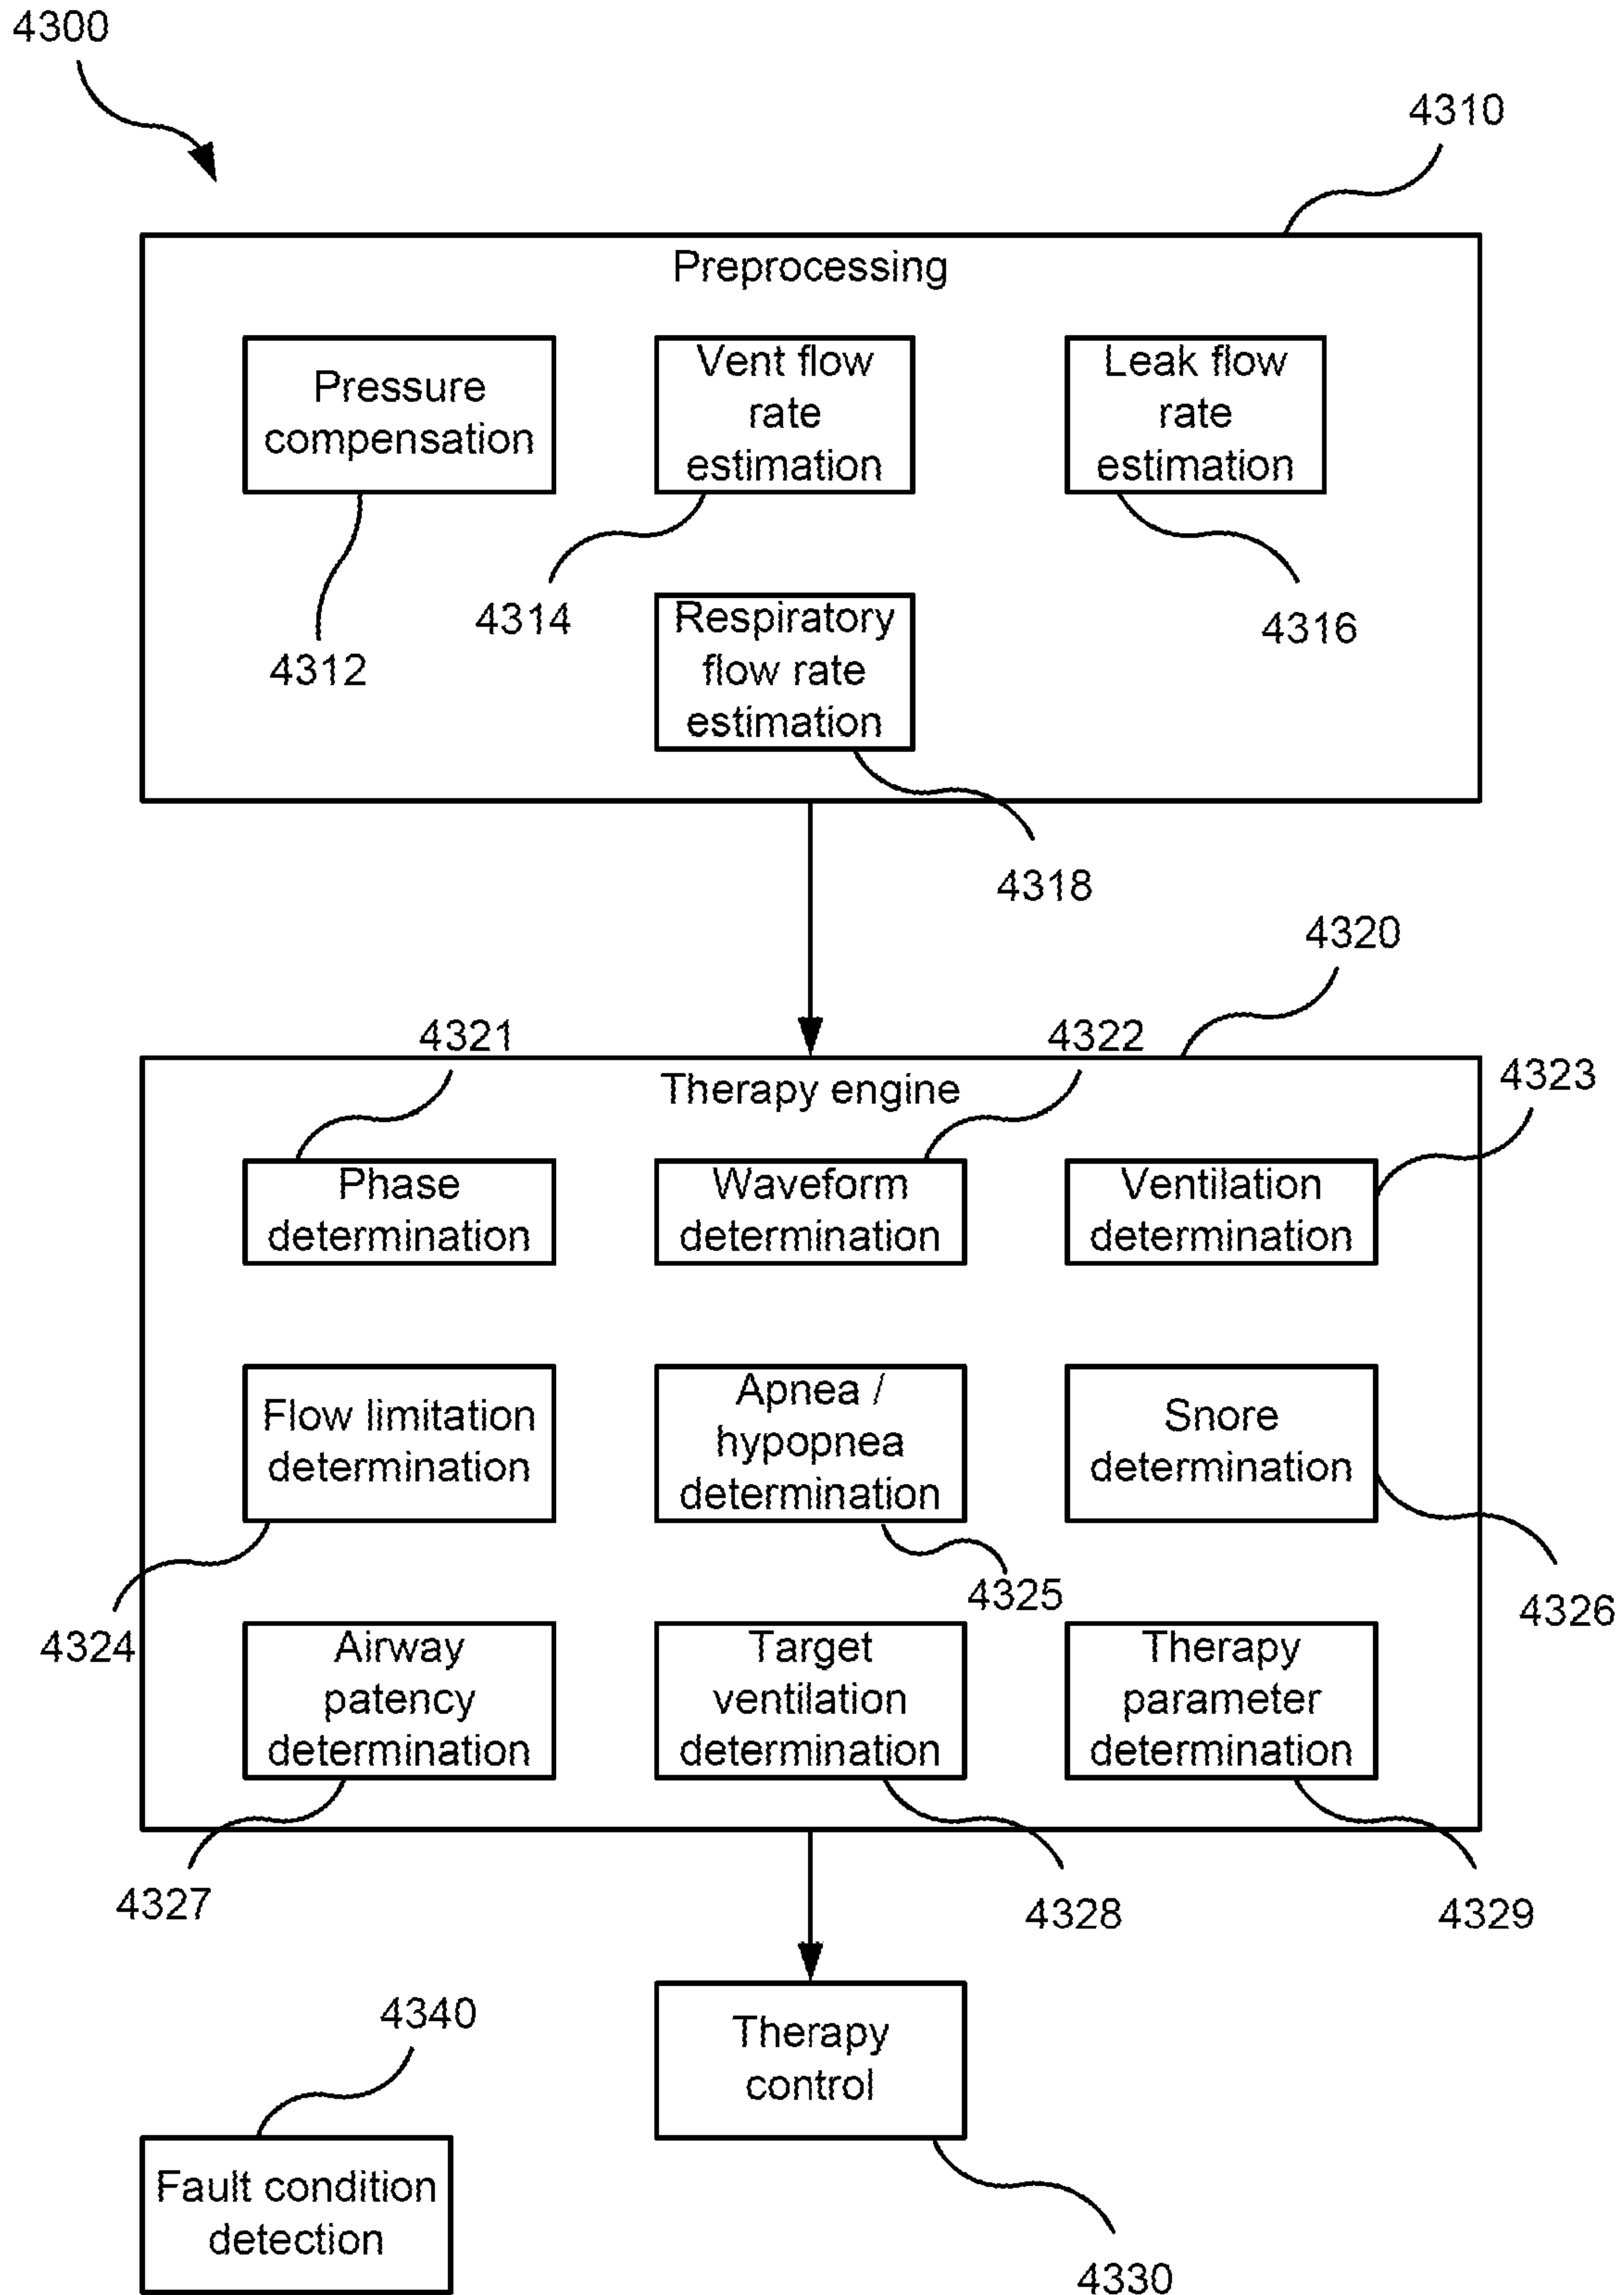 4300
4310
Preprocessing
Pressure
compensation
Vent flow
rate
estimation
Leak flow
rate
estimation
4312
4314
4316
Respiratory
flow rate
estimation
4318
4320
4321
4322
4323
Therapy engine
Phase
determination
Waveform
determination
Ventilation
determination
Flow limitation
determination
Apnea /
hypopnea
determination
Snore
determination
4324
4325
4326
Airway
patency
determination
Target
ventilation
determination
Therapy
parameter
determination
4327
4328
4329
4340
Therapy
control
Fault condition
detection
4330